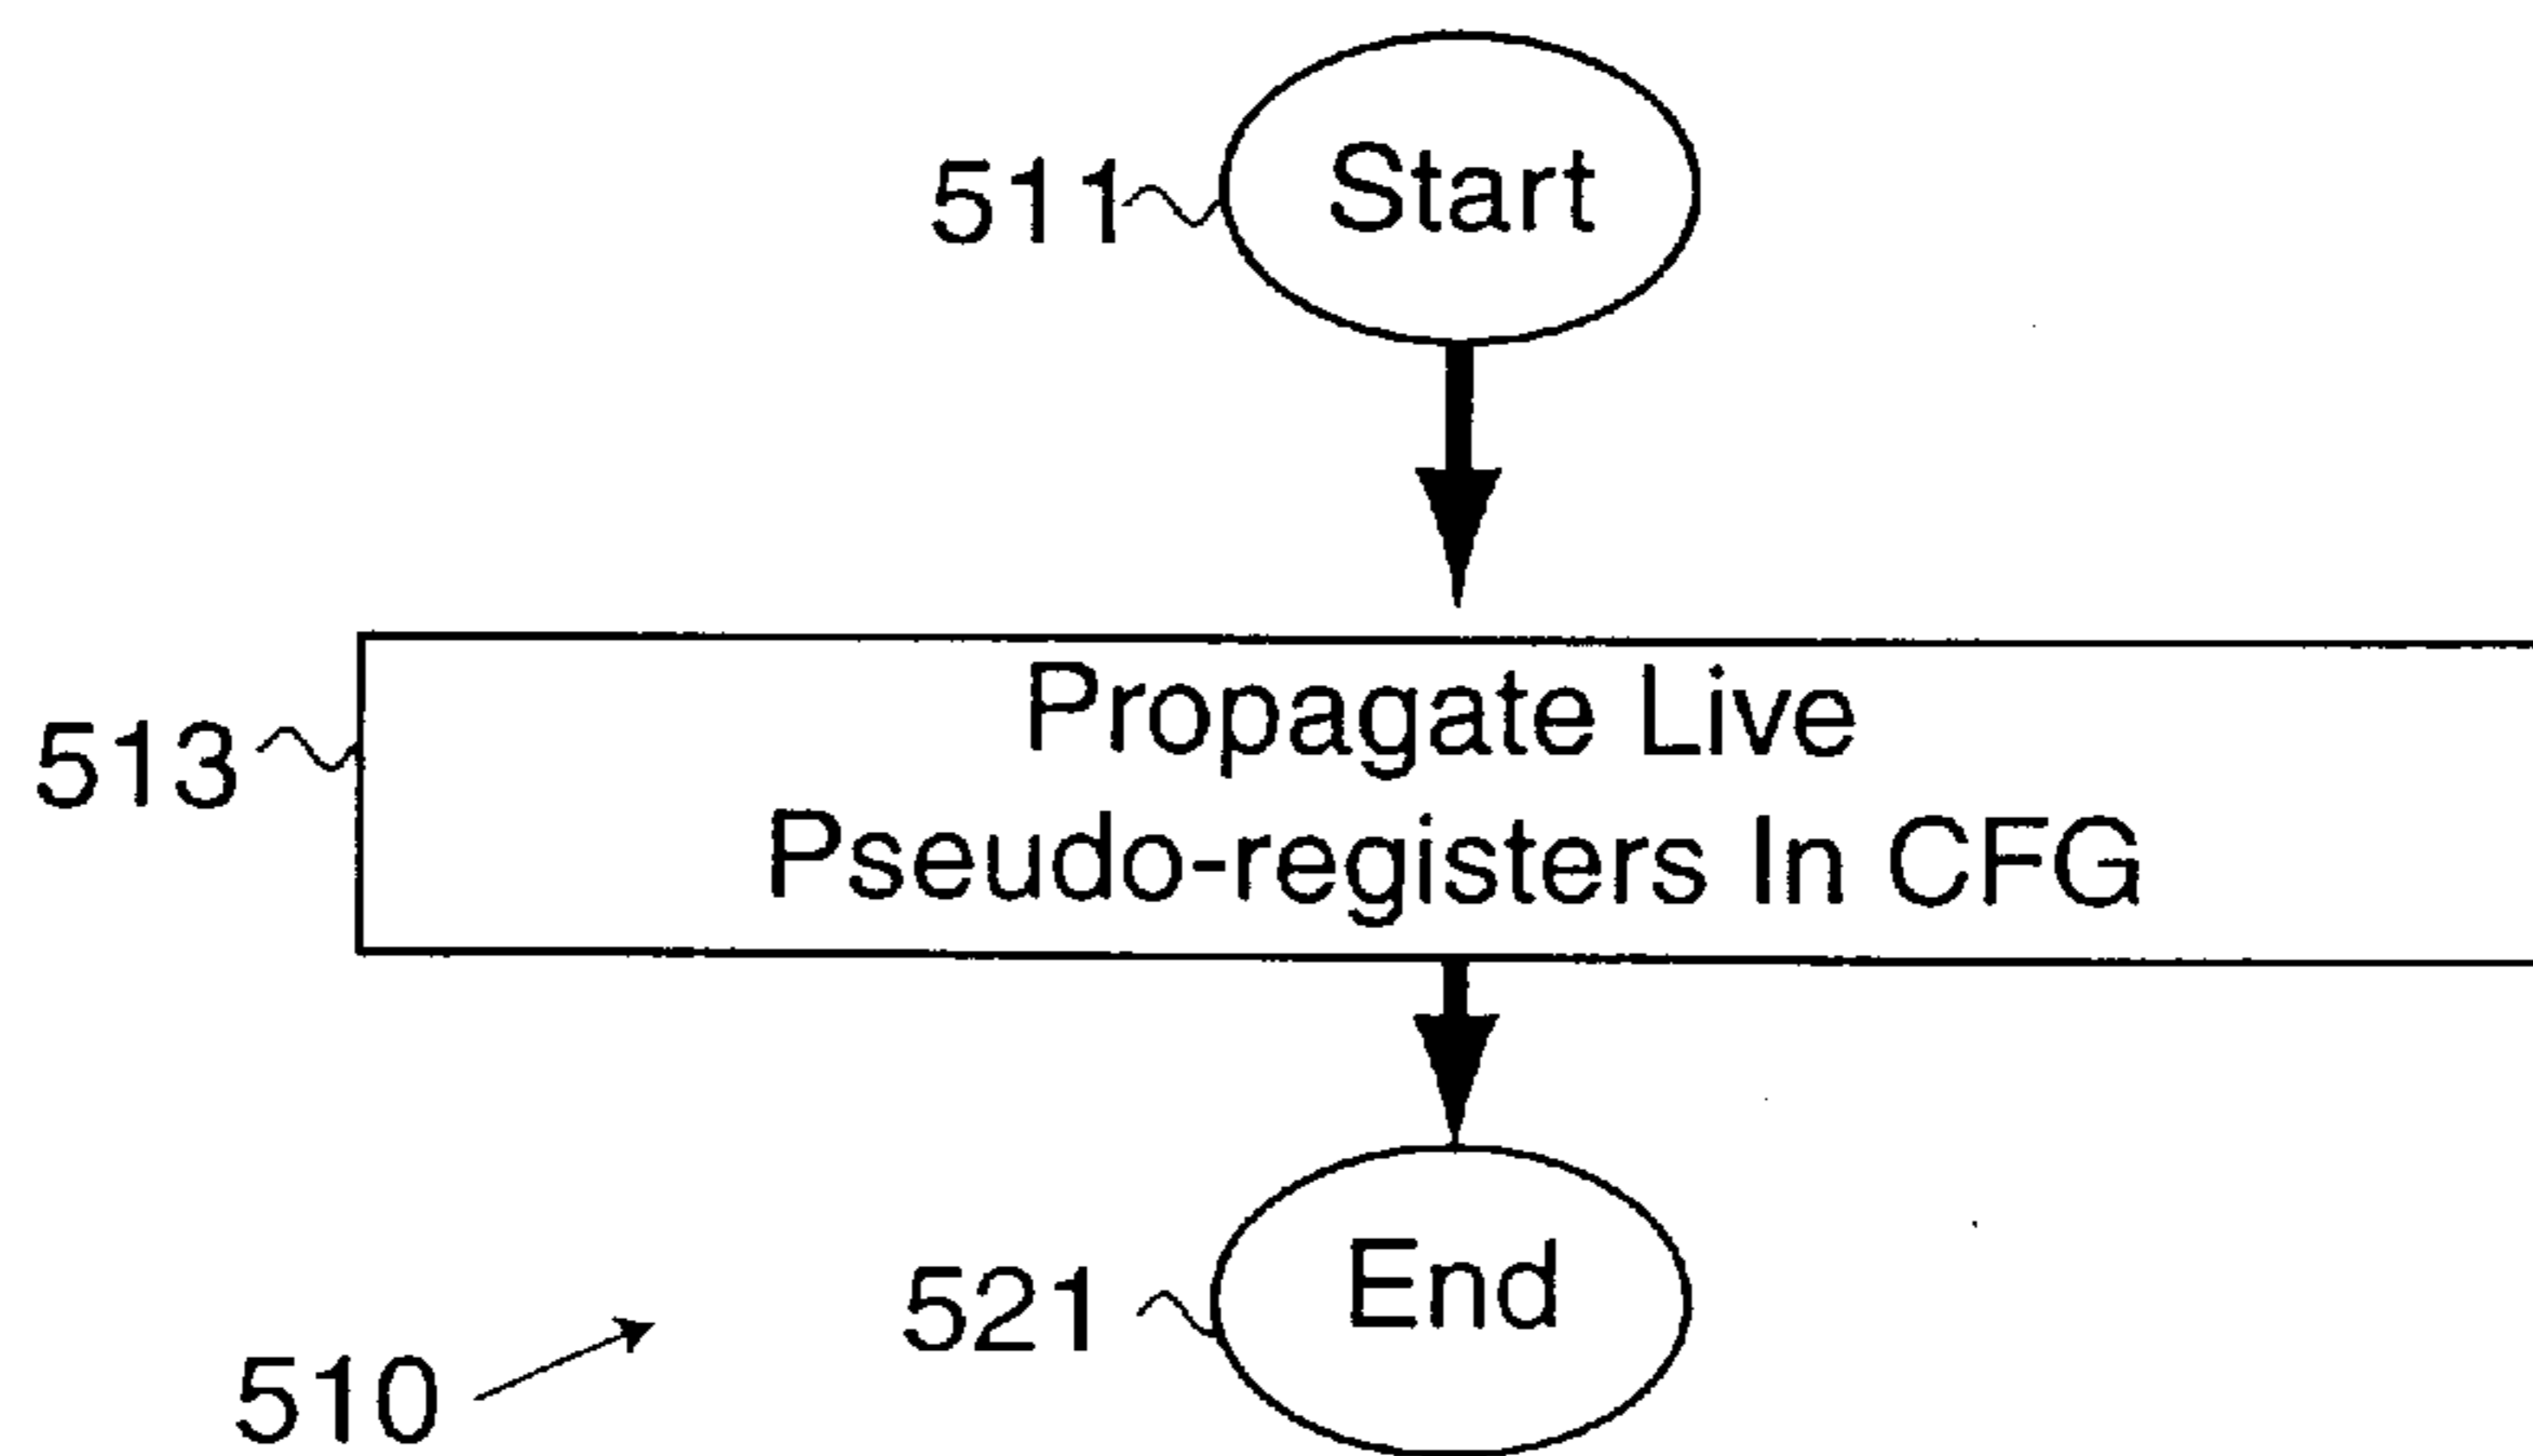 511
Start
513
Propagate Live
Pseudo-registers In CFG
521
End
510